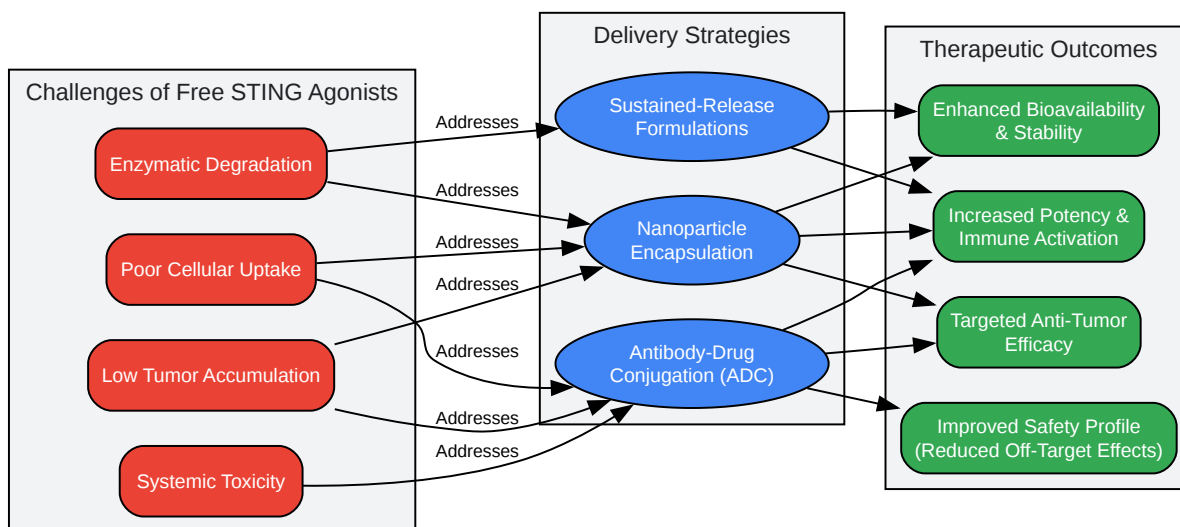 Challenges of Free STING Agonists
Enzymatic Degradation
Poor Cellular Uptake
Low Tumor Accumulation
Systemic Toxicity
Addresses
Addresses
Addresses
Addresses
Addresses
Addresses
Addresses
Delivery Strategies
Sustained-Release
Formulations
Nanoparticle
Encapsulation
Antibody-Drug
Conjugation (ADC)
Therapeutic Outcomes
Enhanced Bioavailability
& Stability
Increased Potency &
Immune Activation
Targeted Anti-Tumor
Efficacy
Improved Safety Profile
(Reduced Off-Target Effects)